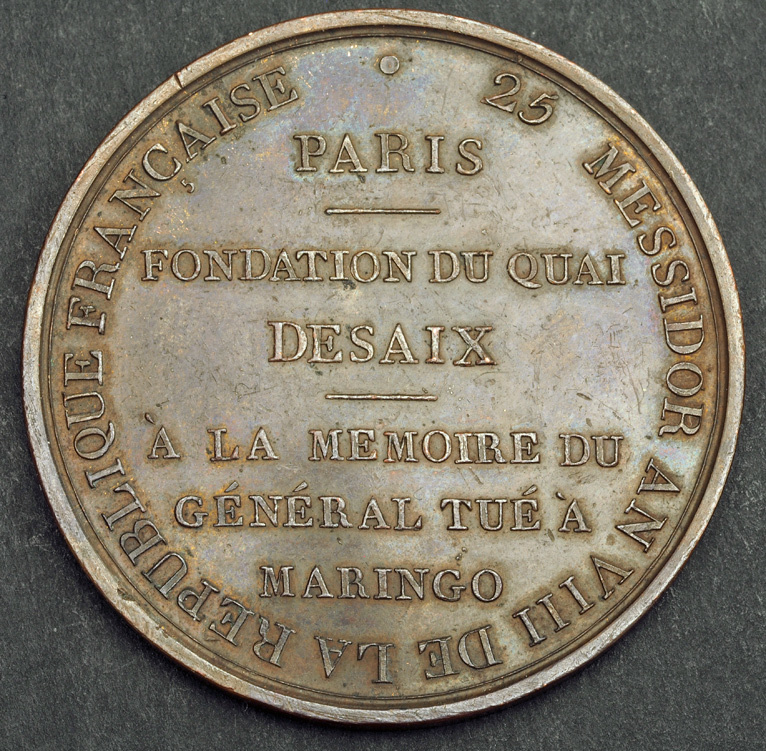 25 MESSIDOR AN VIII DE LA RÉPUBLIQUE FRANÇAISE
PARIS
FONDATION DU QUAI
DESAIX
À LA MEMOIRE DU
GÉNÉRAL TUÉ À
MARINGO